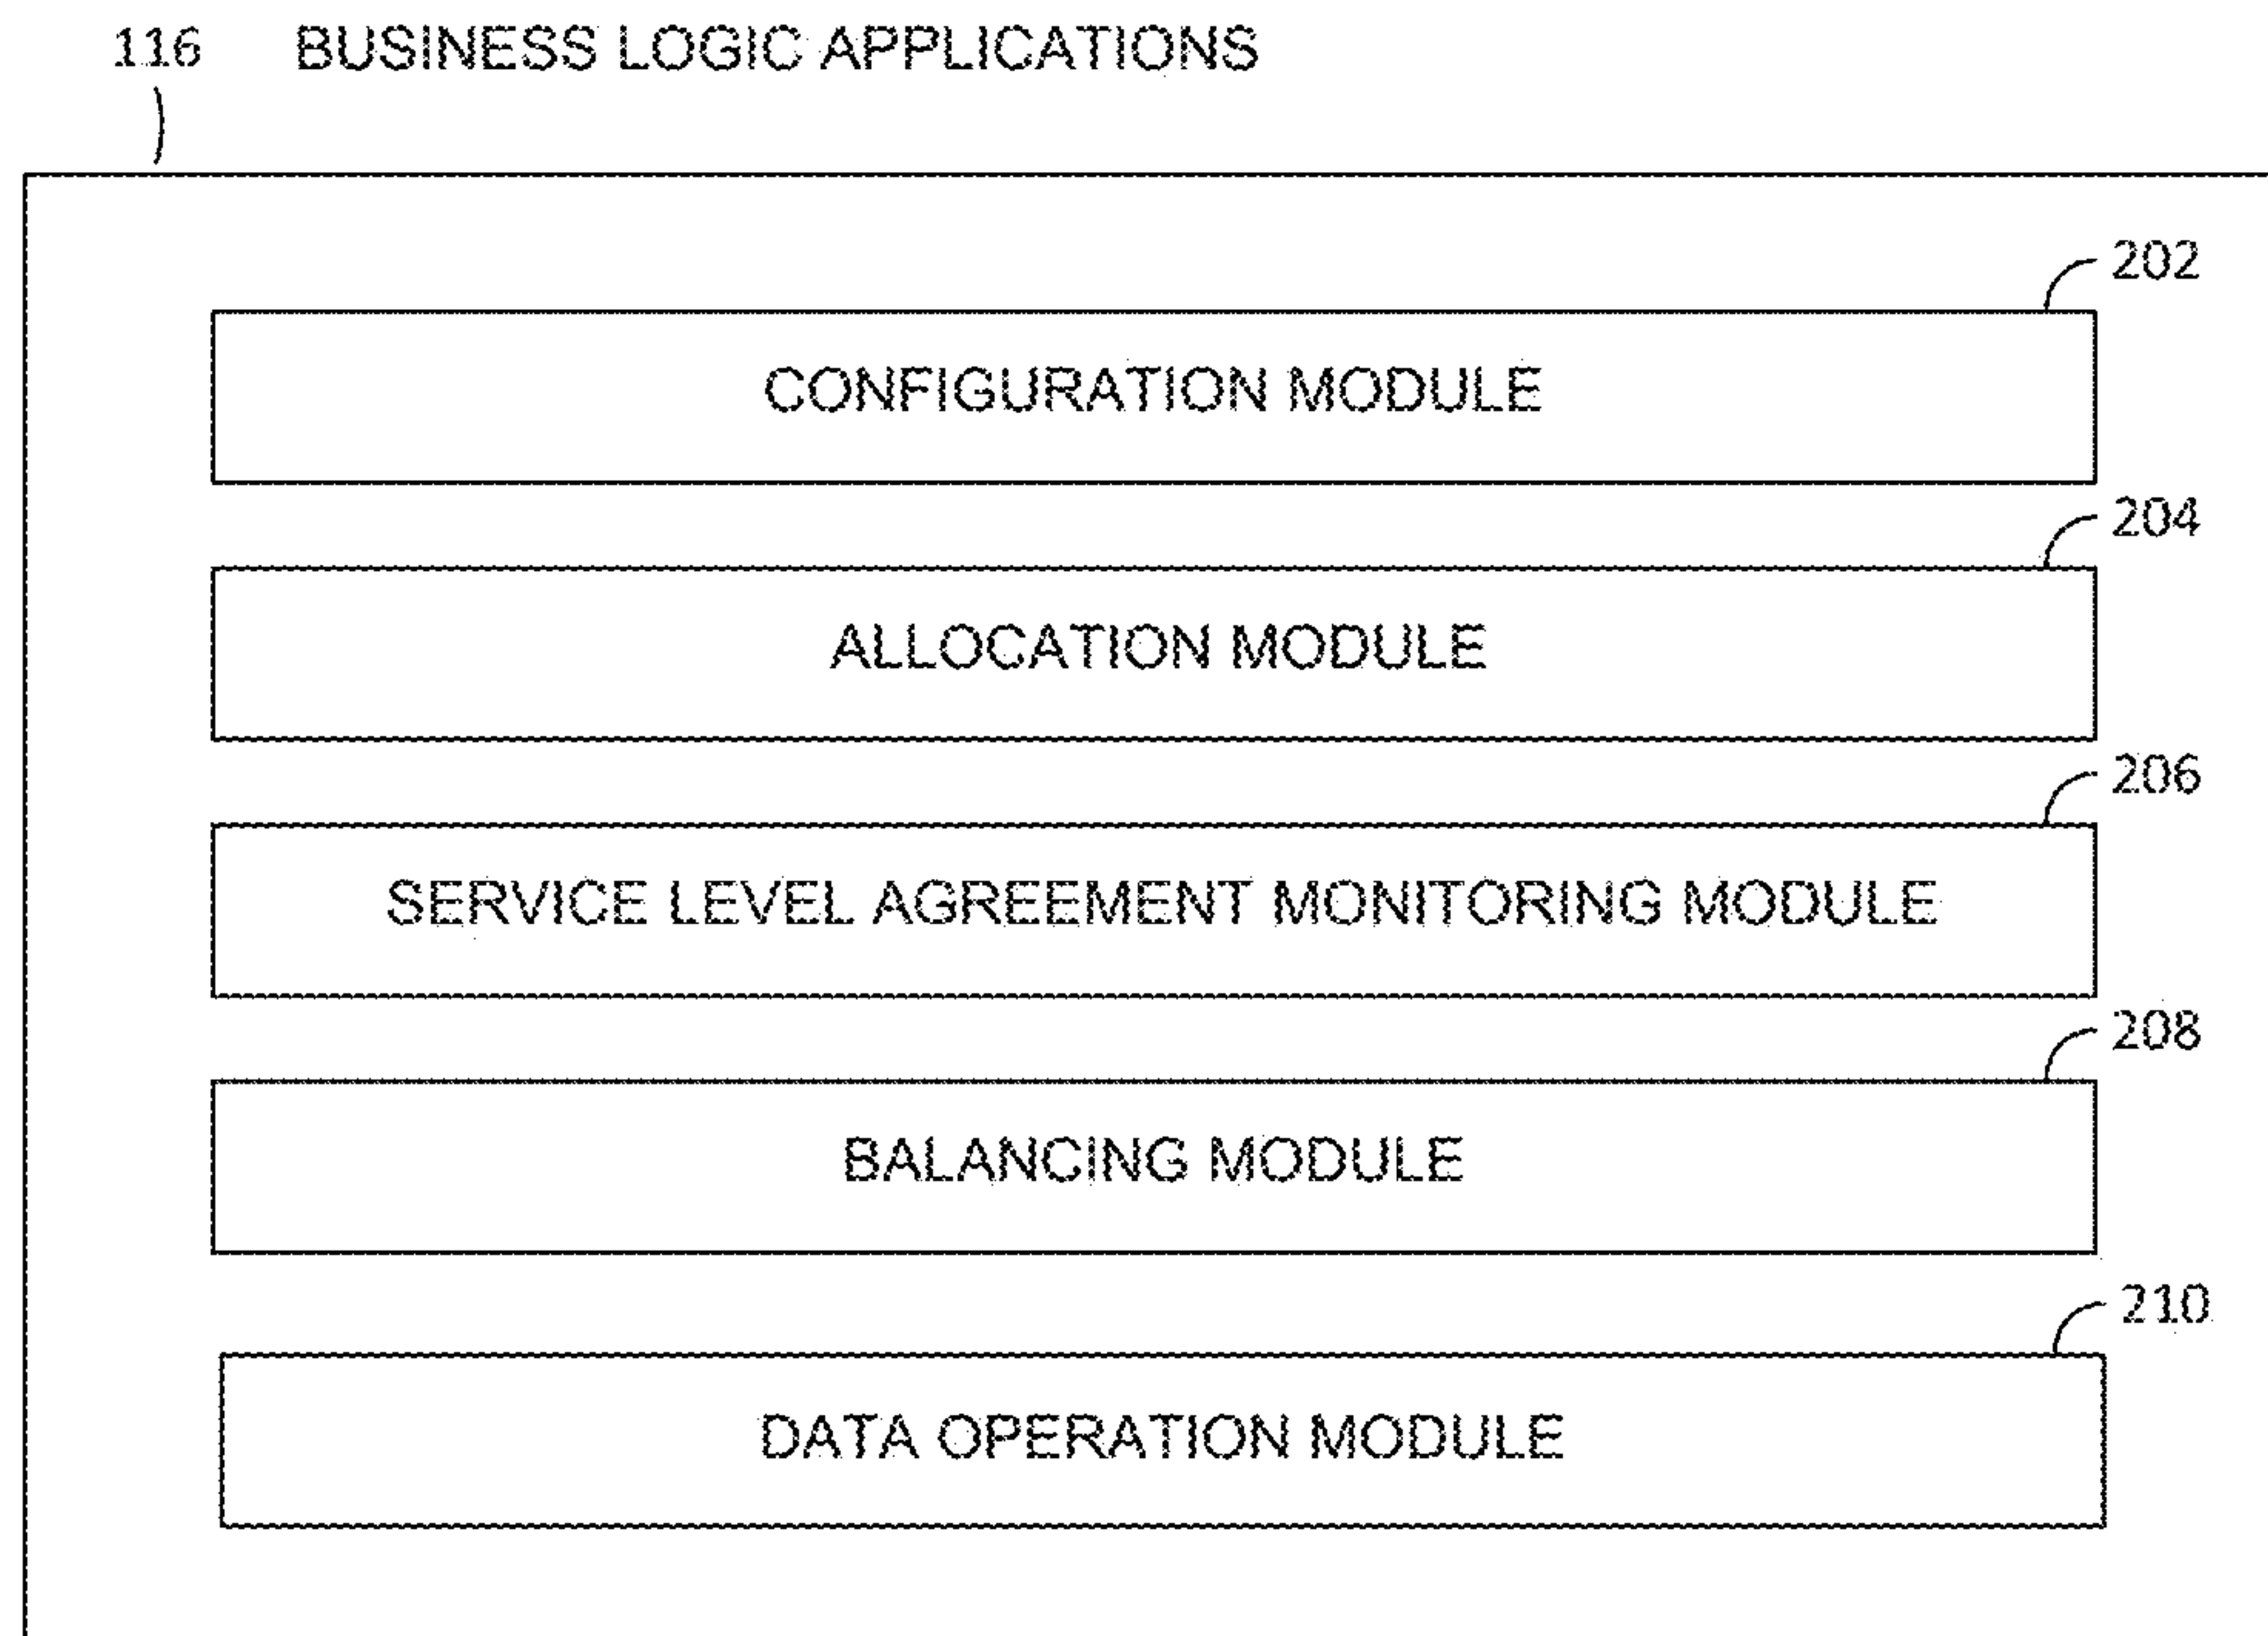 116 BUSINESS LOGIC APPLICATIONS
202
CONFIGURATION MODULE
204
ALLOCATION MODULE
206
SERVICE LEVEL AGREEMENT MONITORING MODULE
208
BALANCING MODULE
210
DATA OPERATION MODULE